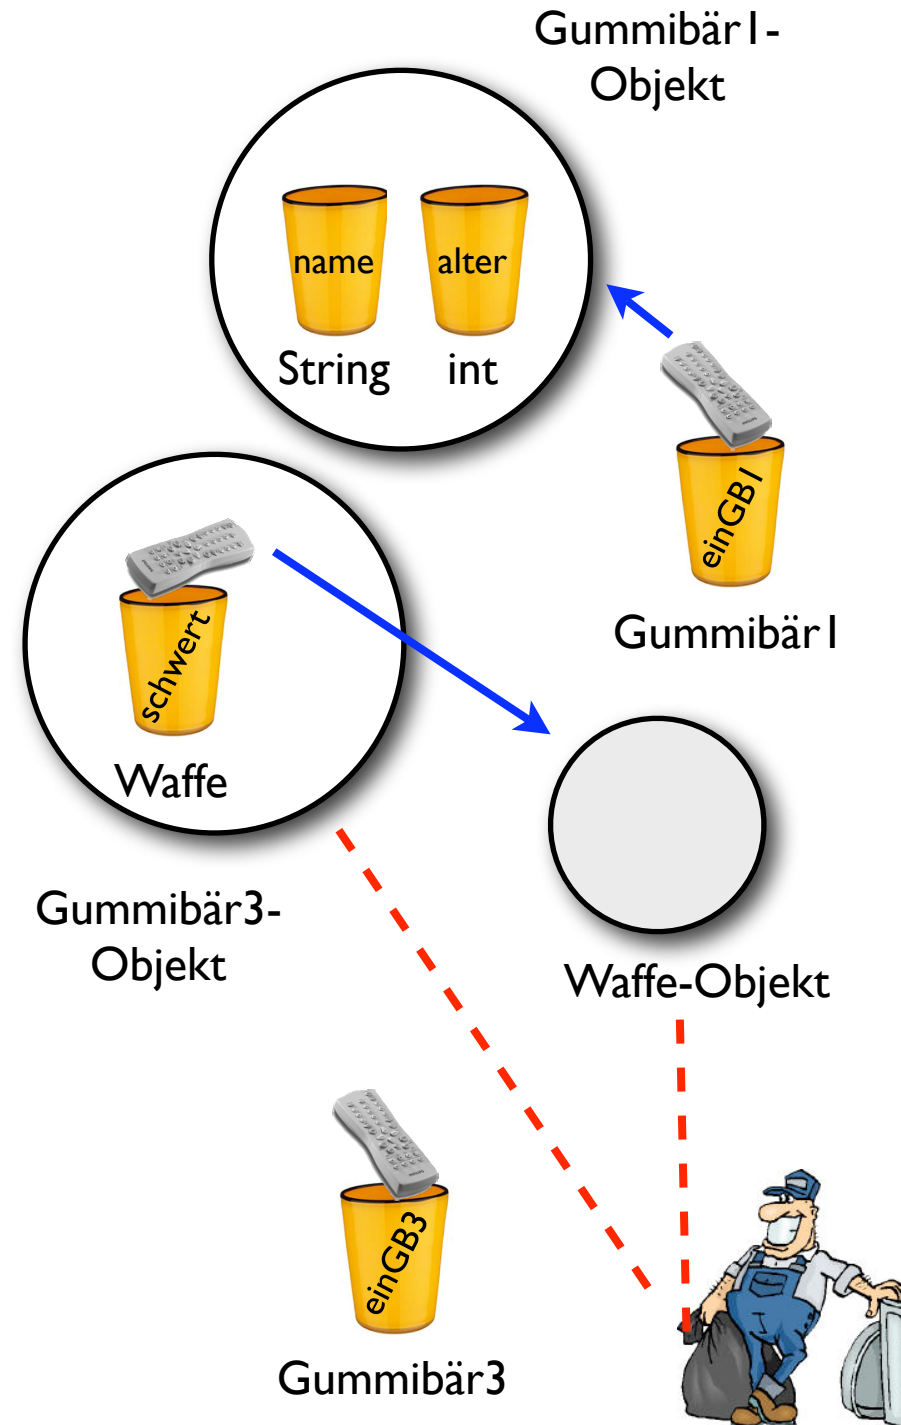 Gummibär1-
Objekt
name
alter
String
int
einGB1
Gummibär1
schwert
Waffe
Gummibär3-
Objekt
Waffe-Objekt
einGB3
Gummibär3